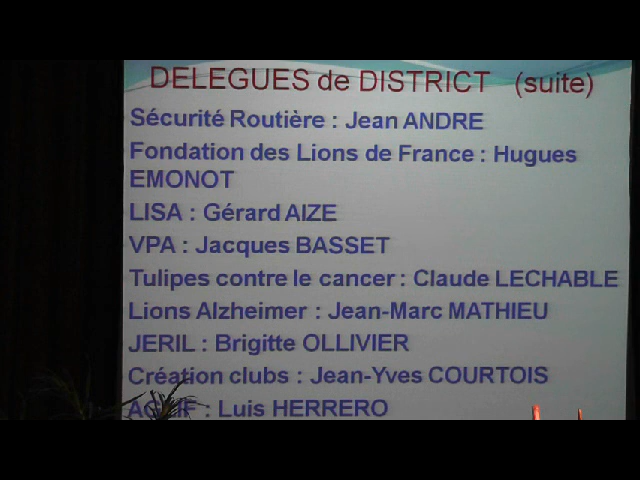 DELEGUES de DISTRICT (suite)
Sécurité Routière : Jean ANDRE
Fondation des Lions de France : Hugues
EMONOT
LISA : Gérard AIZE
VPA : Jacques BASSET
Tulipes contre le cancer : Claude LECHABLE
Lions Alzheimer : Jean-Marc MATHIEU
JERIL : Brigitte OLLIVIER
Création clubs : Jean-Yves COURTOIS
: Luis HERRERO